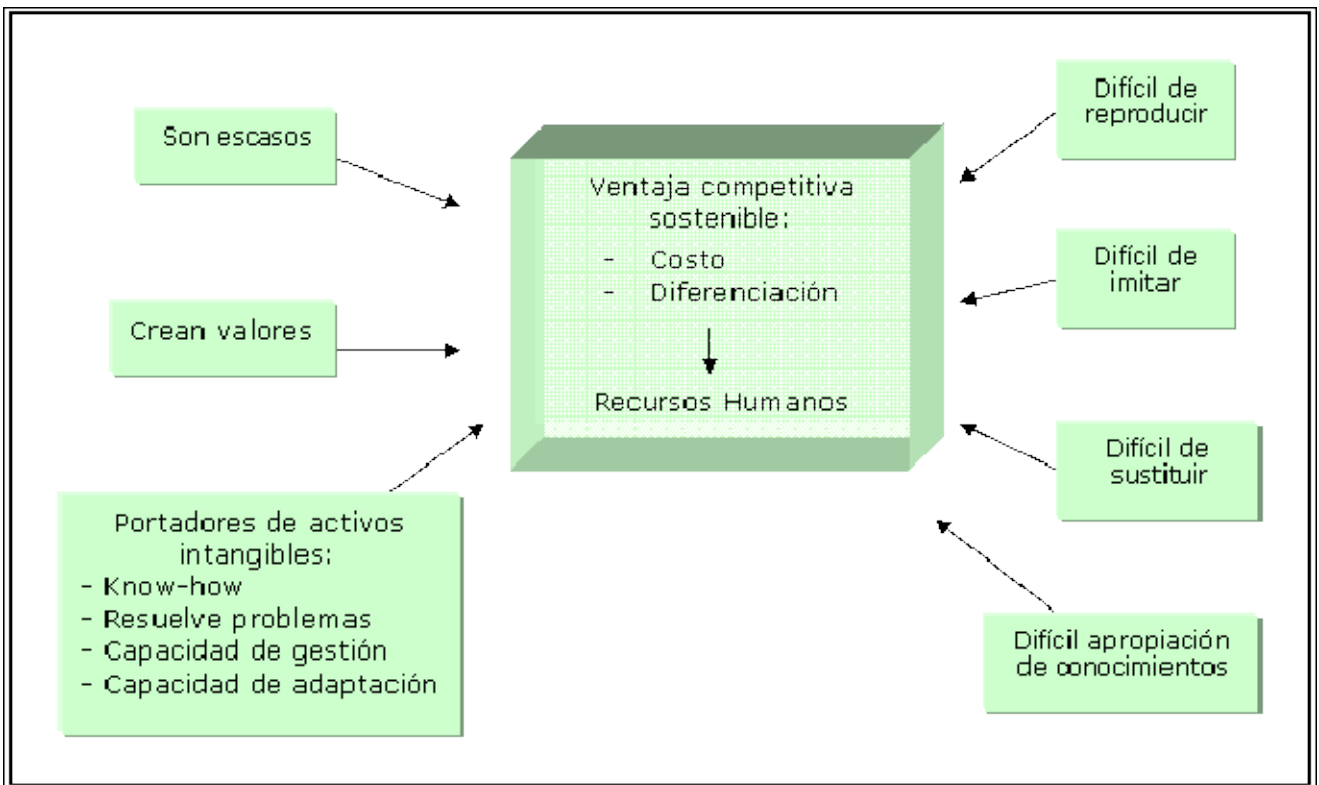 Son escasos
Crean valores
Portadores de activos
intangibles:
- Know-how
- Resuelve problemas
- Capacidad de gestión
- Capacidad de adaptación
Ventaja competitiva
sostenible:
- Costo
- Diferenciación
Recursos Humanos
Difícil de
reproducir
Difícil de
imitar
Difícil de
sustituir
Difícil apropiación
de conocimientos